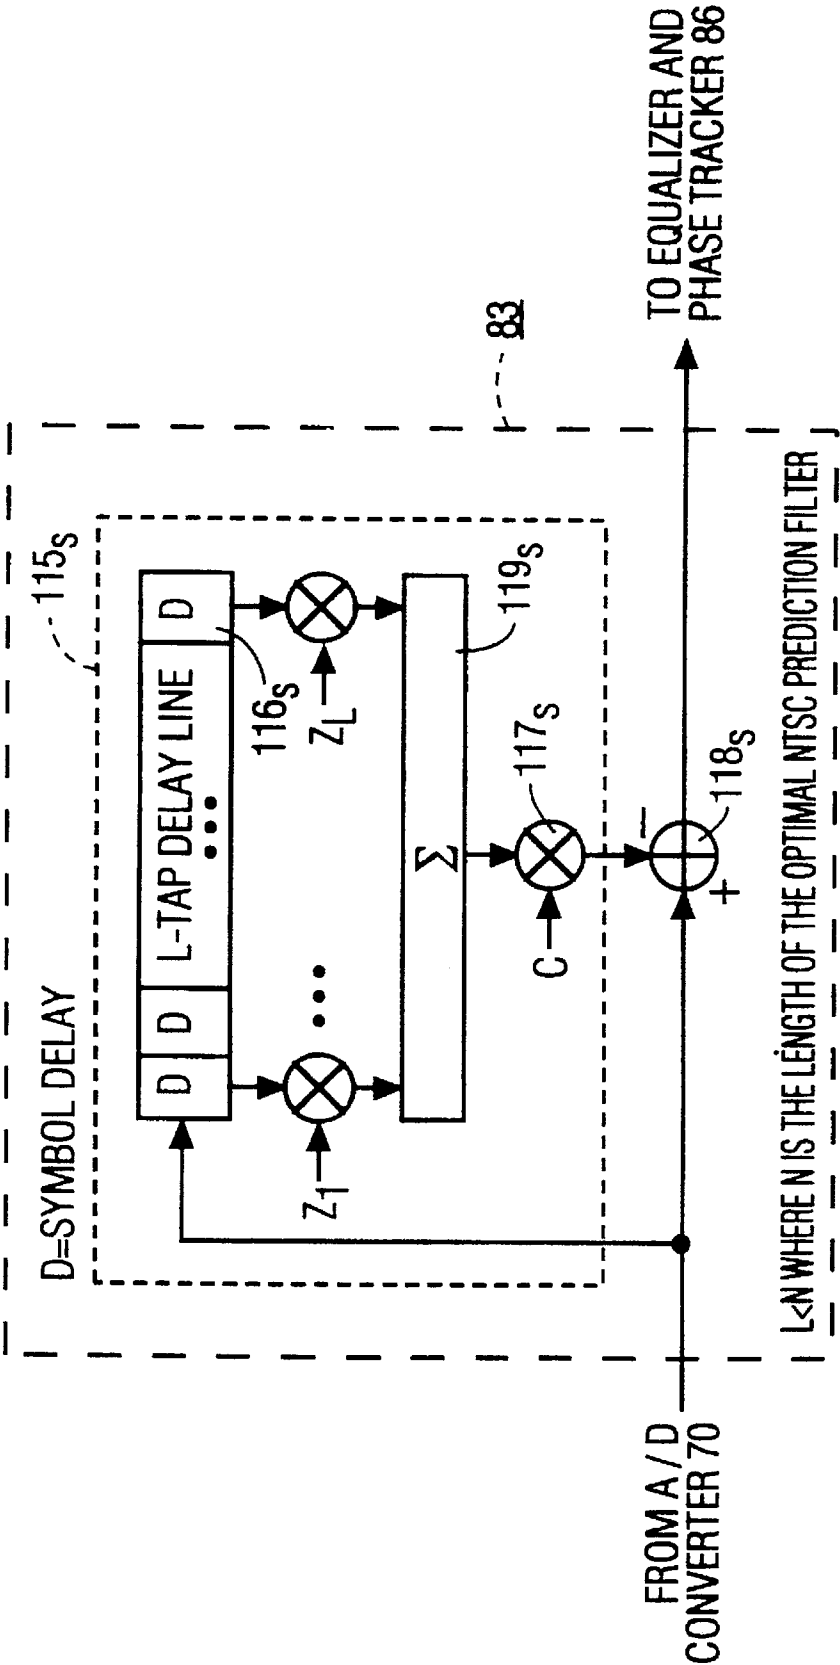 115S
D=SYMBOL DELAY
D
D
L-TAP DELAY LINE
D
116S
Z1
ZL
Σ
119S
C
117S
83
−
+
118S
FROM A / D
CONVERTER 70
TO EQUALIZER AND
PHASE TRACKER 86
L<N WHERE N IS THE LENGTH OF THE OPTIMAL NTSC PREDICTION FILTER